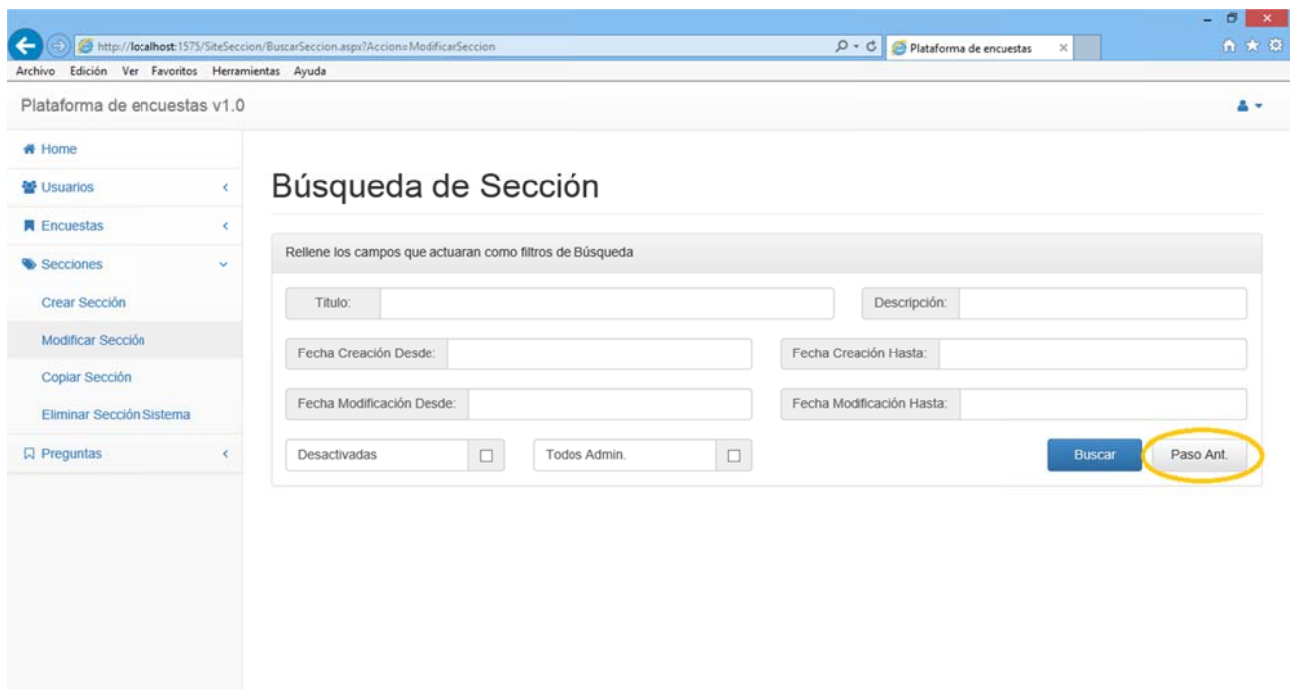 http://localhost:1575/SiteSeccion/BuscarSeccion.aspx?Accion=ModificarSeccion
Plataforma de encuestas
Archivo Edición Ver Favoritos Herramientas Ayuda
Plataforma de encuestas v1.0
Home
Usuarios
Encuestas
Secciones
Crear Sección
Modificar Sección
Copiar Sección
Eliminar Sección Sistema
Preguntas
Búsqueda de Sección
Rellene los campos que actuaran como filtros de Búsqueda
Titulo: Descripción:
Fecha Creación Desde: Fecha Creación Hasta:
Fecha Modificación Desde: Fecha Modificación Hasta:
Desactivadas Todos Admin. Buscar Paso Ant.